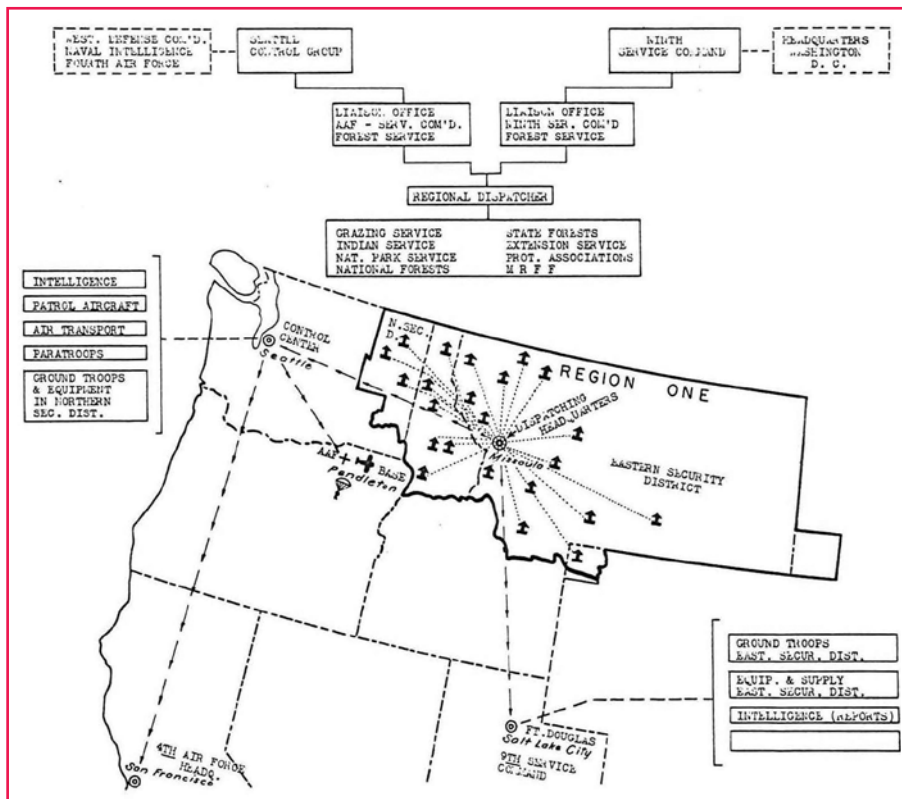 WEST. DEFENSE COM'D.
NAVAL INTELLIGENCE
FOURTH AIR FORCE
SEATTLE
CONTROL GROUP
NINTH
SERVICE COMMAND
HEADQUARTERS
WASHINGTON
D. C.
LIAISON OFFICE
AAF - SERV. COM'D.
FOREST SERVICE
LIAISON OFFICE
NINTH SER. COM'D
FOREST SERVICE
REGIONAL DISPATCHER
GRAZING SERVICE
INDIAN SERVICE
NAT. PARK SERVICE
NATIONAL FORESTS
STATE FORESTS
EXTENSION SERVICE
PROT. ASSOCIATIONS
M R F F
INTELLIGENCE
PATROL AIRCRAFT
AIR TRANSPORT
PARATROOPS
GROUND TROOPS
& EQUIPMENT
IN NORTHERN
SEC. DIST.
CONTROL
CENTER
Seattle
N. SEC.
D.
REGION ONE
DISPATCHING
HEADQUARTERS
Missoula
EASTERN SECURITY
DISTRICT
AAF BASE
Pendleton
GROUND TROOPS
EAST. SECUR. DIST.
EQUIP. & SUPPLY
EAST. SECUR. DIST.
INTELLIGENCE (REPORTS)
FT. DOUGLAS
Salt Lake City
9TH SERVICE
COMMAND
4TH AIR FORCE
HEADQ.
San Francisco